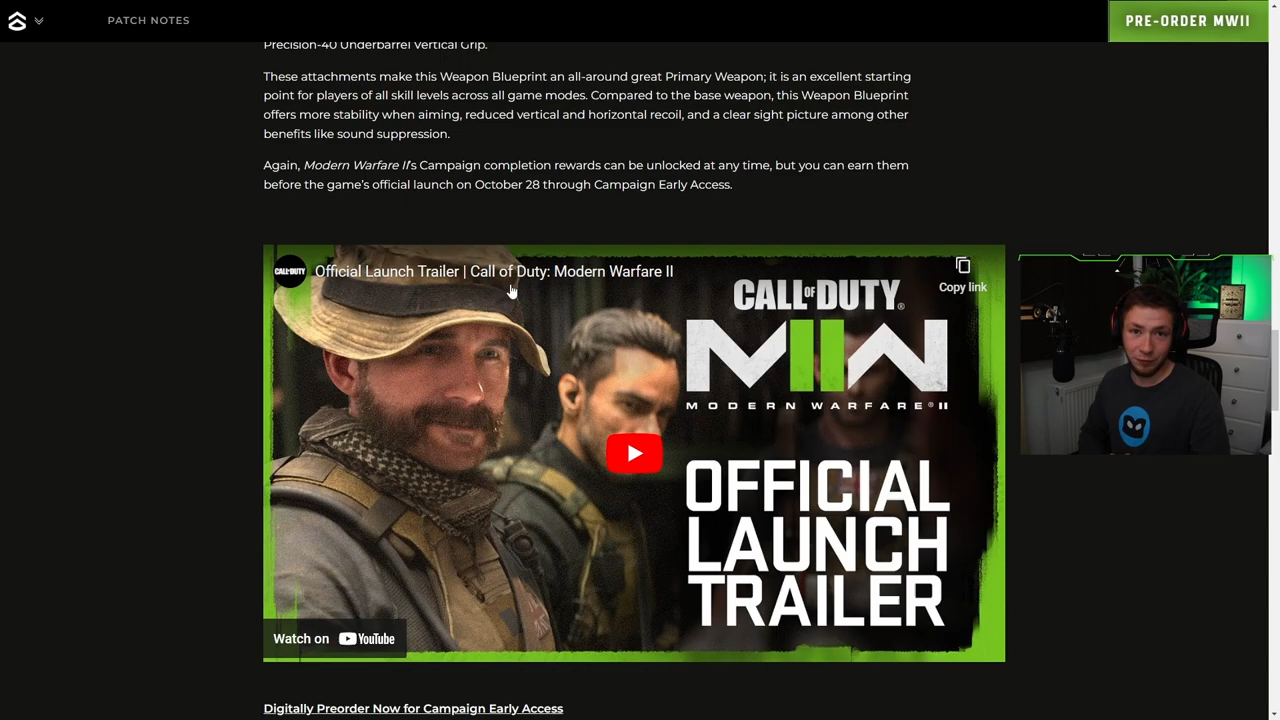 PATCH NOTES
PRE-ORDER MWII
Precision-40 Underbarrel Vertical Grip.
These attachments make this Weapon Blueprint an all-around great Primary Weapon; it is an excellent starting
point for players of all skill levels across all game modes. Compared to the base weapon, this Weapon Blueprint
offers more stability when aiming, reduced vertical and horizontal recoil, and a clear sight picture among other
benefits like sound suppression.
Again, Modern Warfare II's Campaign completion rewards can be unlocked at any time, but you can earn them
before the game's official launch on October 28 through Campaign Early Access.
CALL OF DUTY
Official Launch Trailer | Call of Duty: Modern Warfare II
Copy link
CALL OF DUTY®
MIIW
MODERN WARFARE® II
OFFICIAL
LAUNCH
TRAILER
Watch on YouTube
Digitally Preorder Now for Campaign Early Access